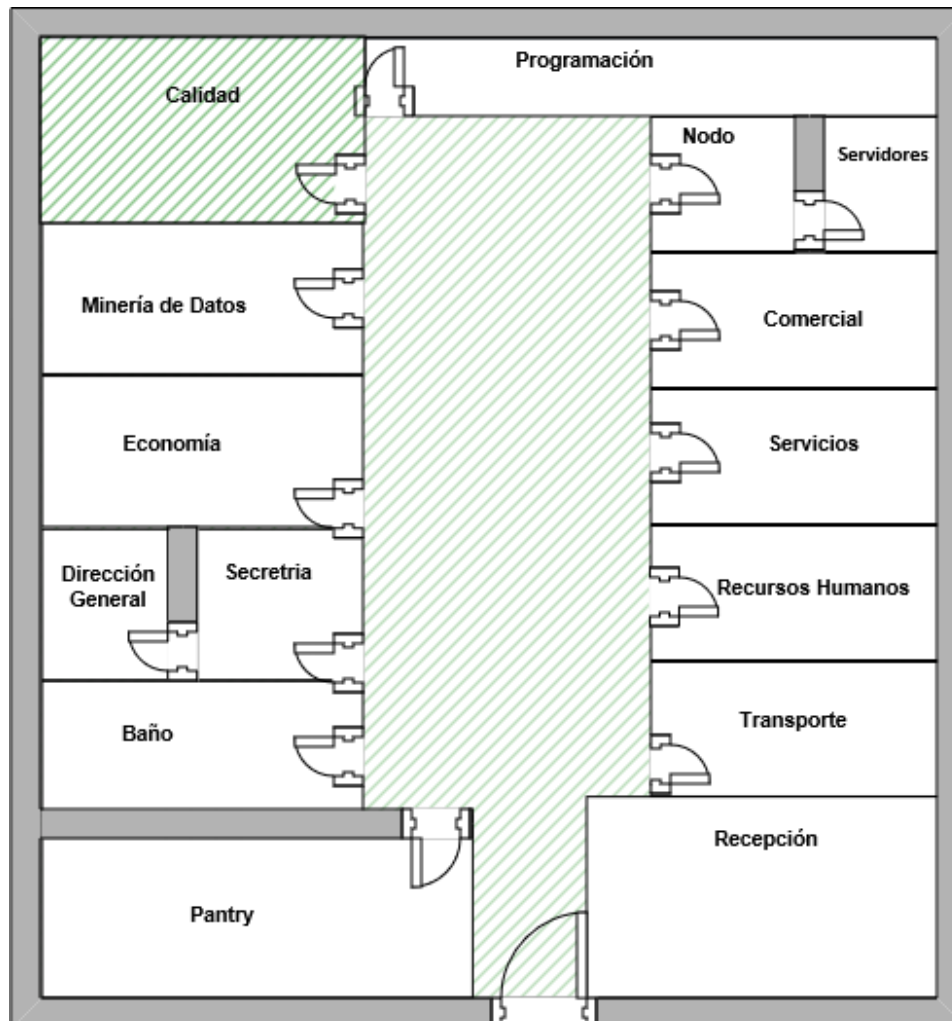 Programación
Calidad
Nodo
Servidores
Minería de Datos
Comercial
Economía
Servicios
Dirección
General
Secretria
Recursos Humanos
Baño
Transporte
Recepción
Pantry